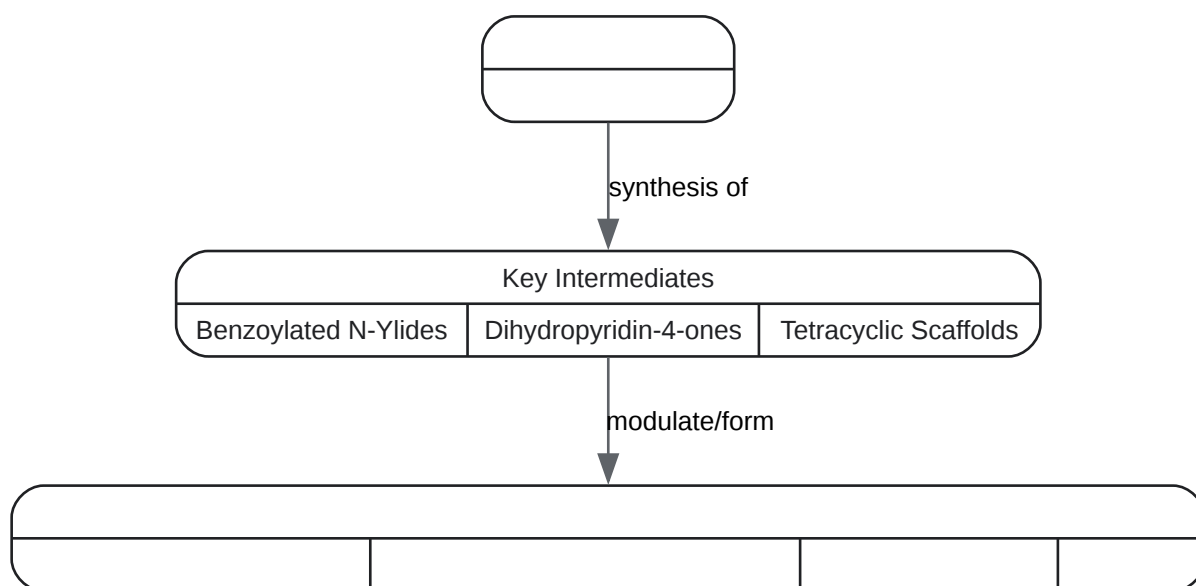 synthesis of
Key Intermediates
Benzoylated N-Ylides Dihydropyridin-4-ones Tetracyclic Scaffolds
modulate/form